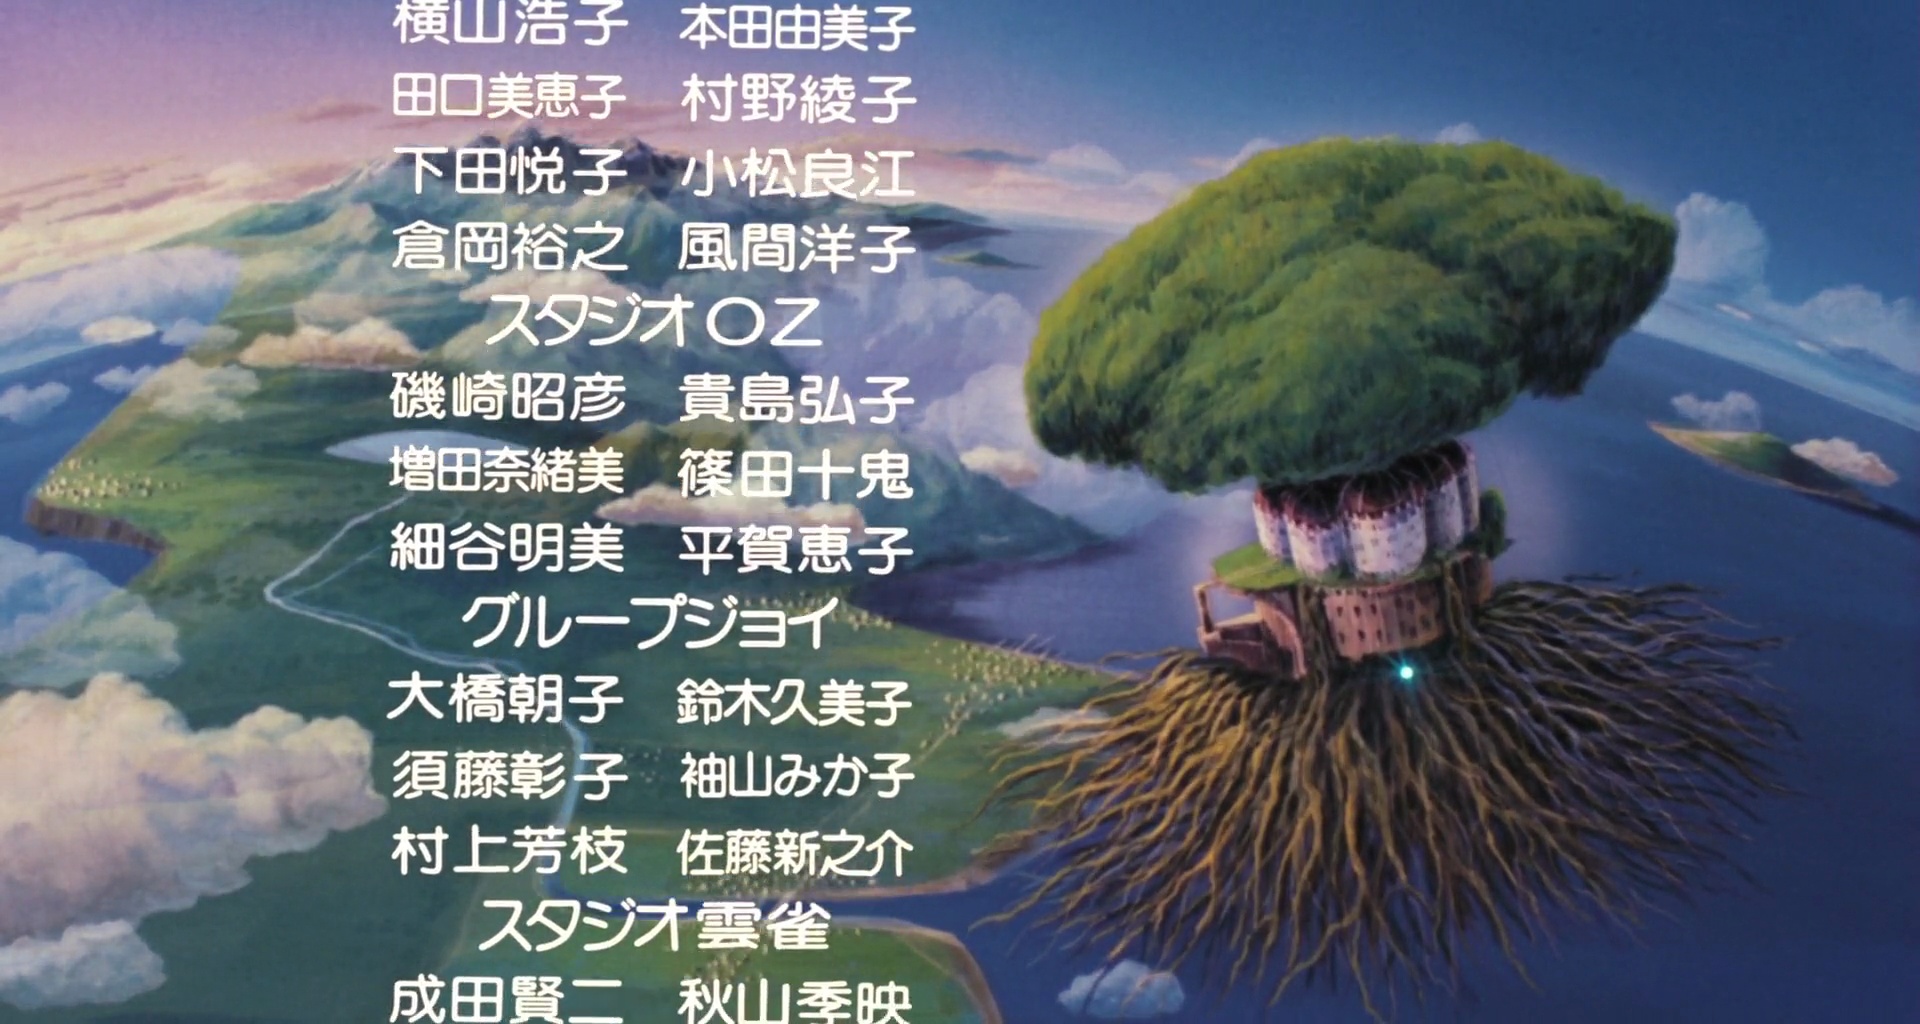 横山浩子 本田由美子
田口美恵子 村野綾子
下田悦子 小松良江
倉岡裕之 風間洋子
スタジオOZ
磯崎昭彦 貴島弘子
増田奈緒美 篠田十鬼
細谷明美 平賀恵子
グループジョイ
大橋朝子 鈴木久美子
須藤彰子 袖山みか子
村上芳枝 佐藤新之介
スタジオ雲雀
成田賢二 秋山季映